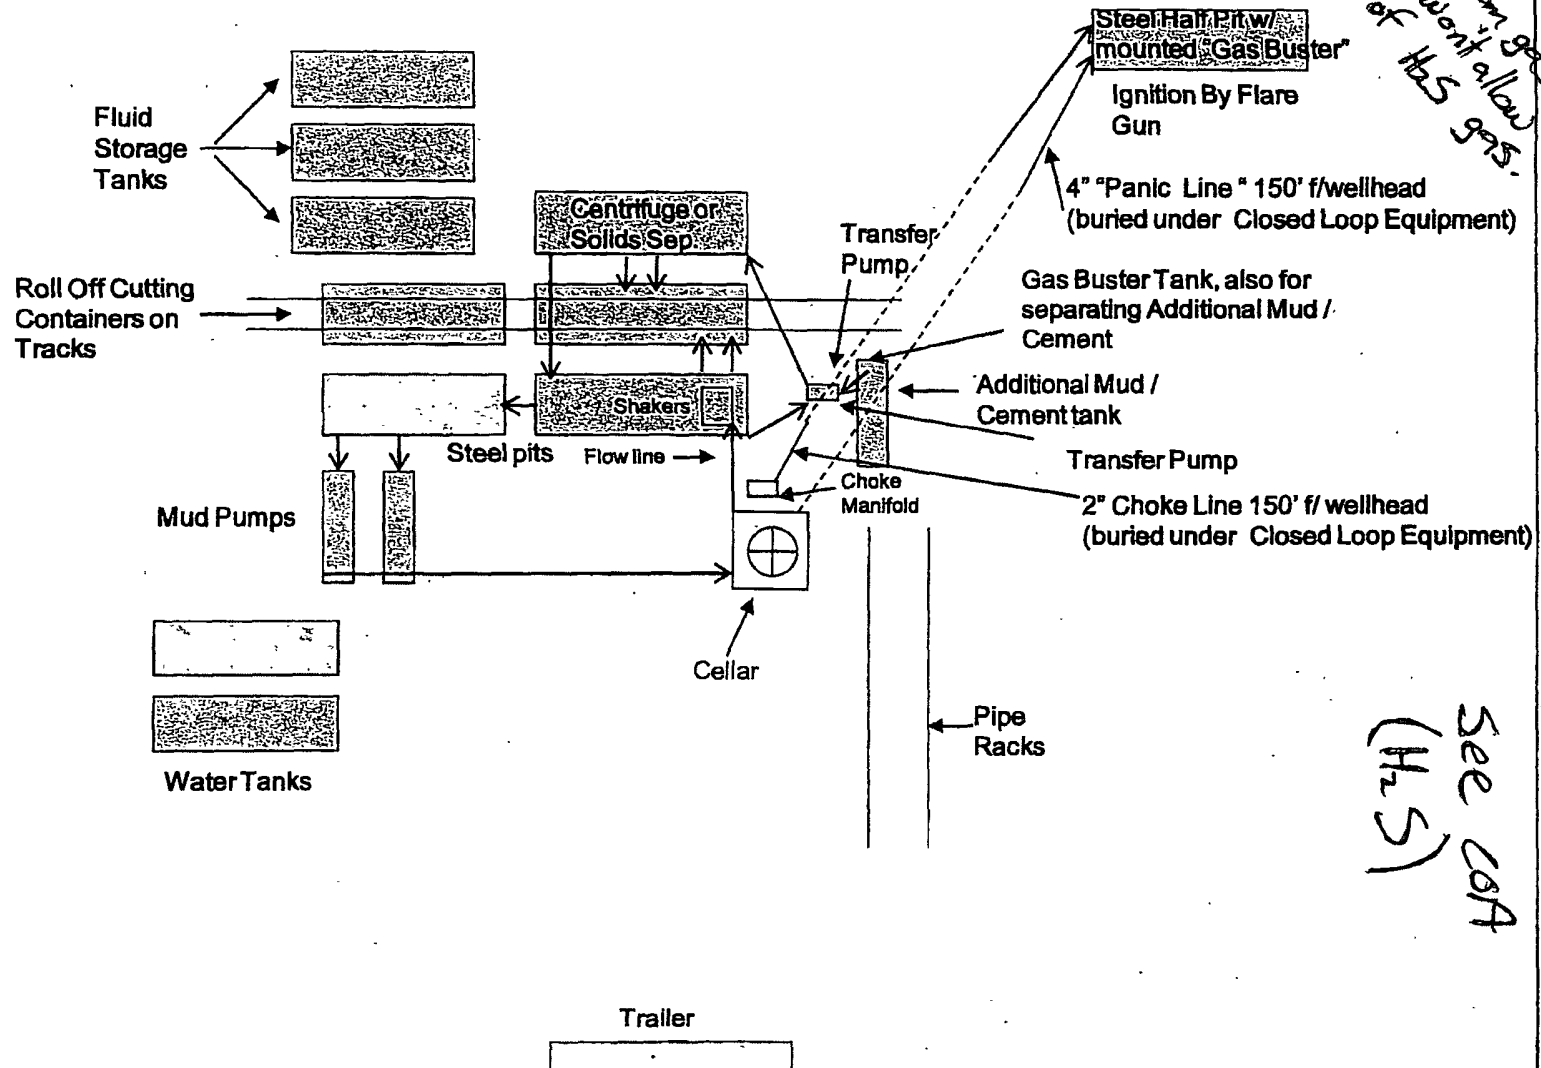 Steel Half Pit w/
mounted "Gas Buster"
Ignition By Flare
Gun
won't allow
of H2S gas.
Fluid
Storage
Tanks
4" "Panic Line " 150' f/wellhead
(buried under Closed Loop Equipment)
Centrifuge or
Solids Sep.
Transfer
Pump
Gas Buster Tank, also for
separating Additional Mud /
Cement
Roll Off Cutting
Containers on
Tracks
Additional Mud /
Cement tank
Shakers
Steel pits
Flow line
Transfer Pump
Choke
Manifold
2" Choke Line 150' f/ wellhead
(buried under Closed Loop Equipment)
Mud Pumps
Cellar
Pipe
Racks
Water Tanks
See COA
(H2S)
Trailer